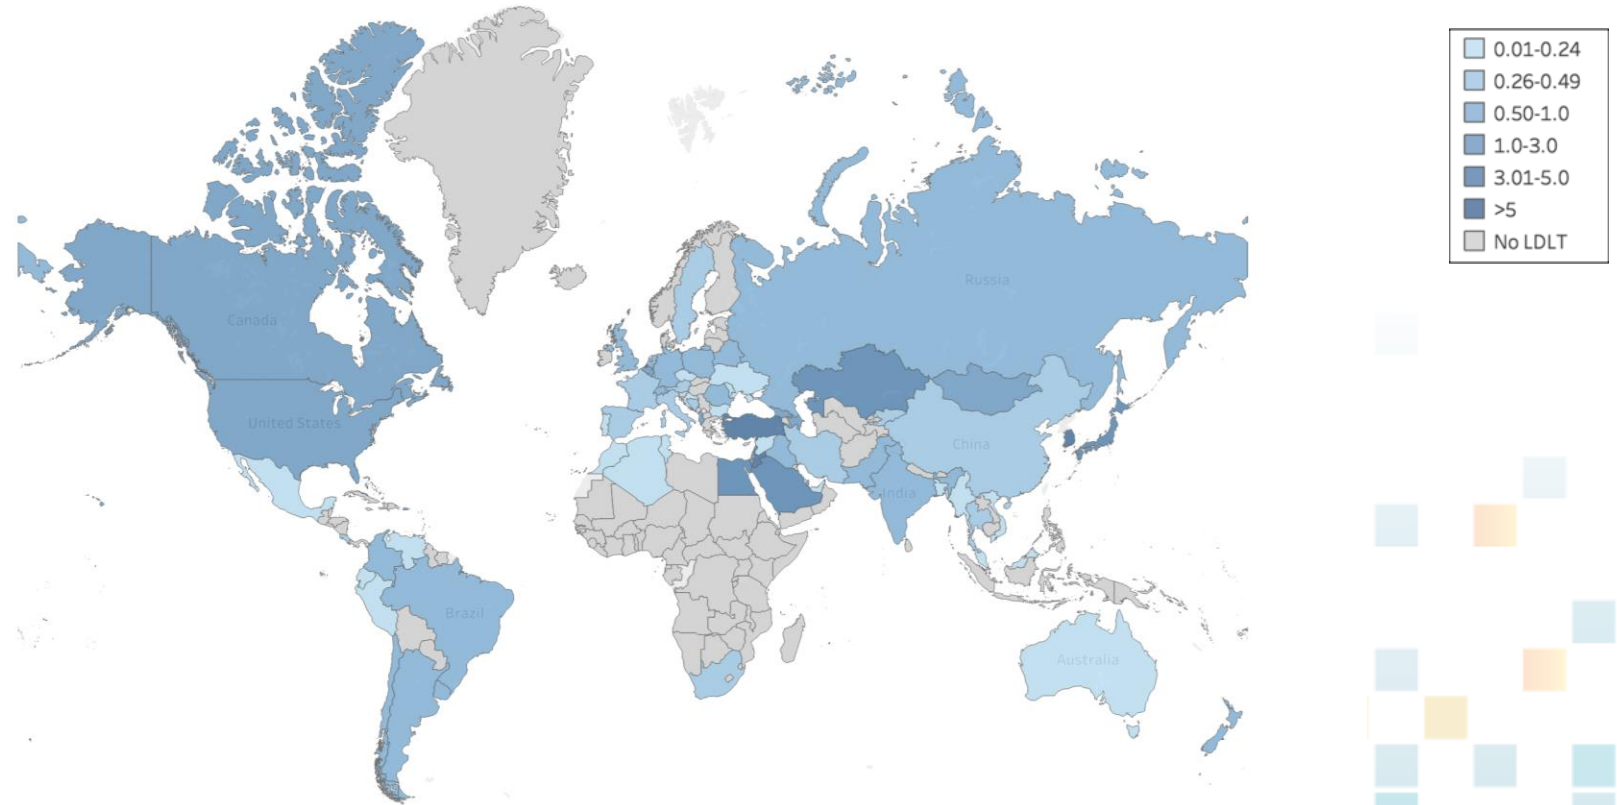 0.01-0.24
0.26-0.49
0.50-1.0
1.0-3.0
3.01-5.0
>5
No LDLT
Russia
Canada
United States
China
India
Brazil
Australia